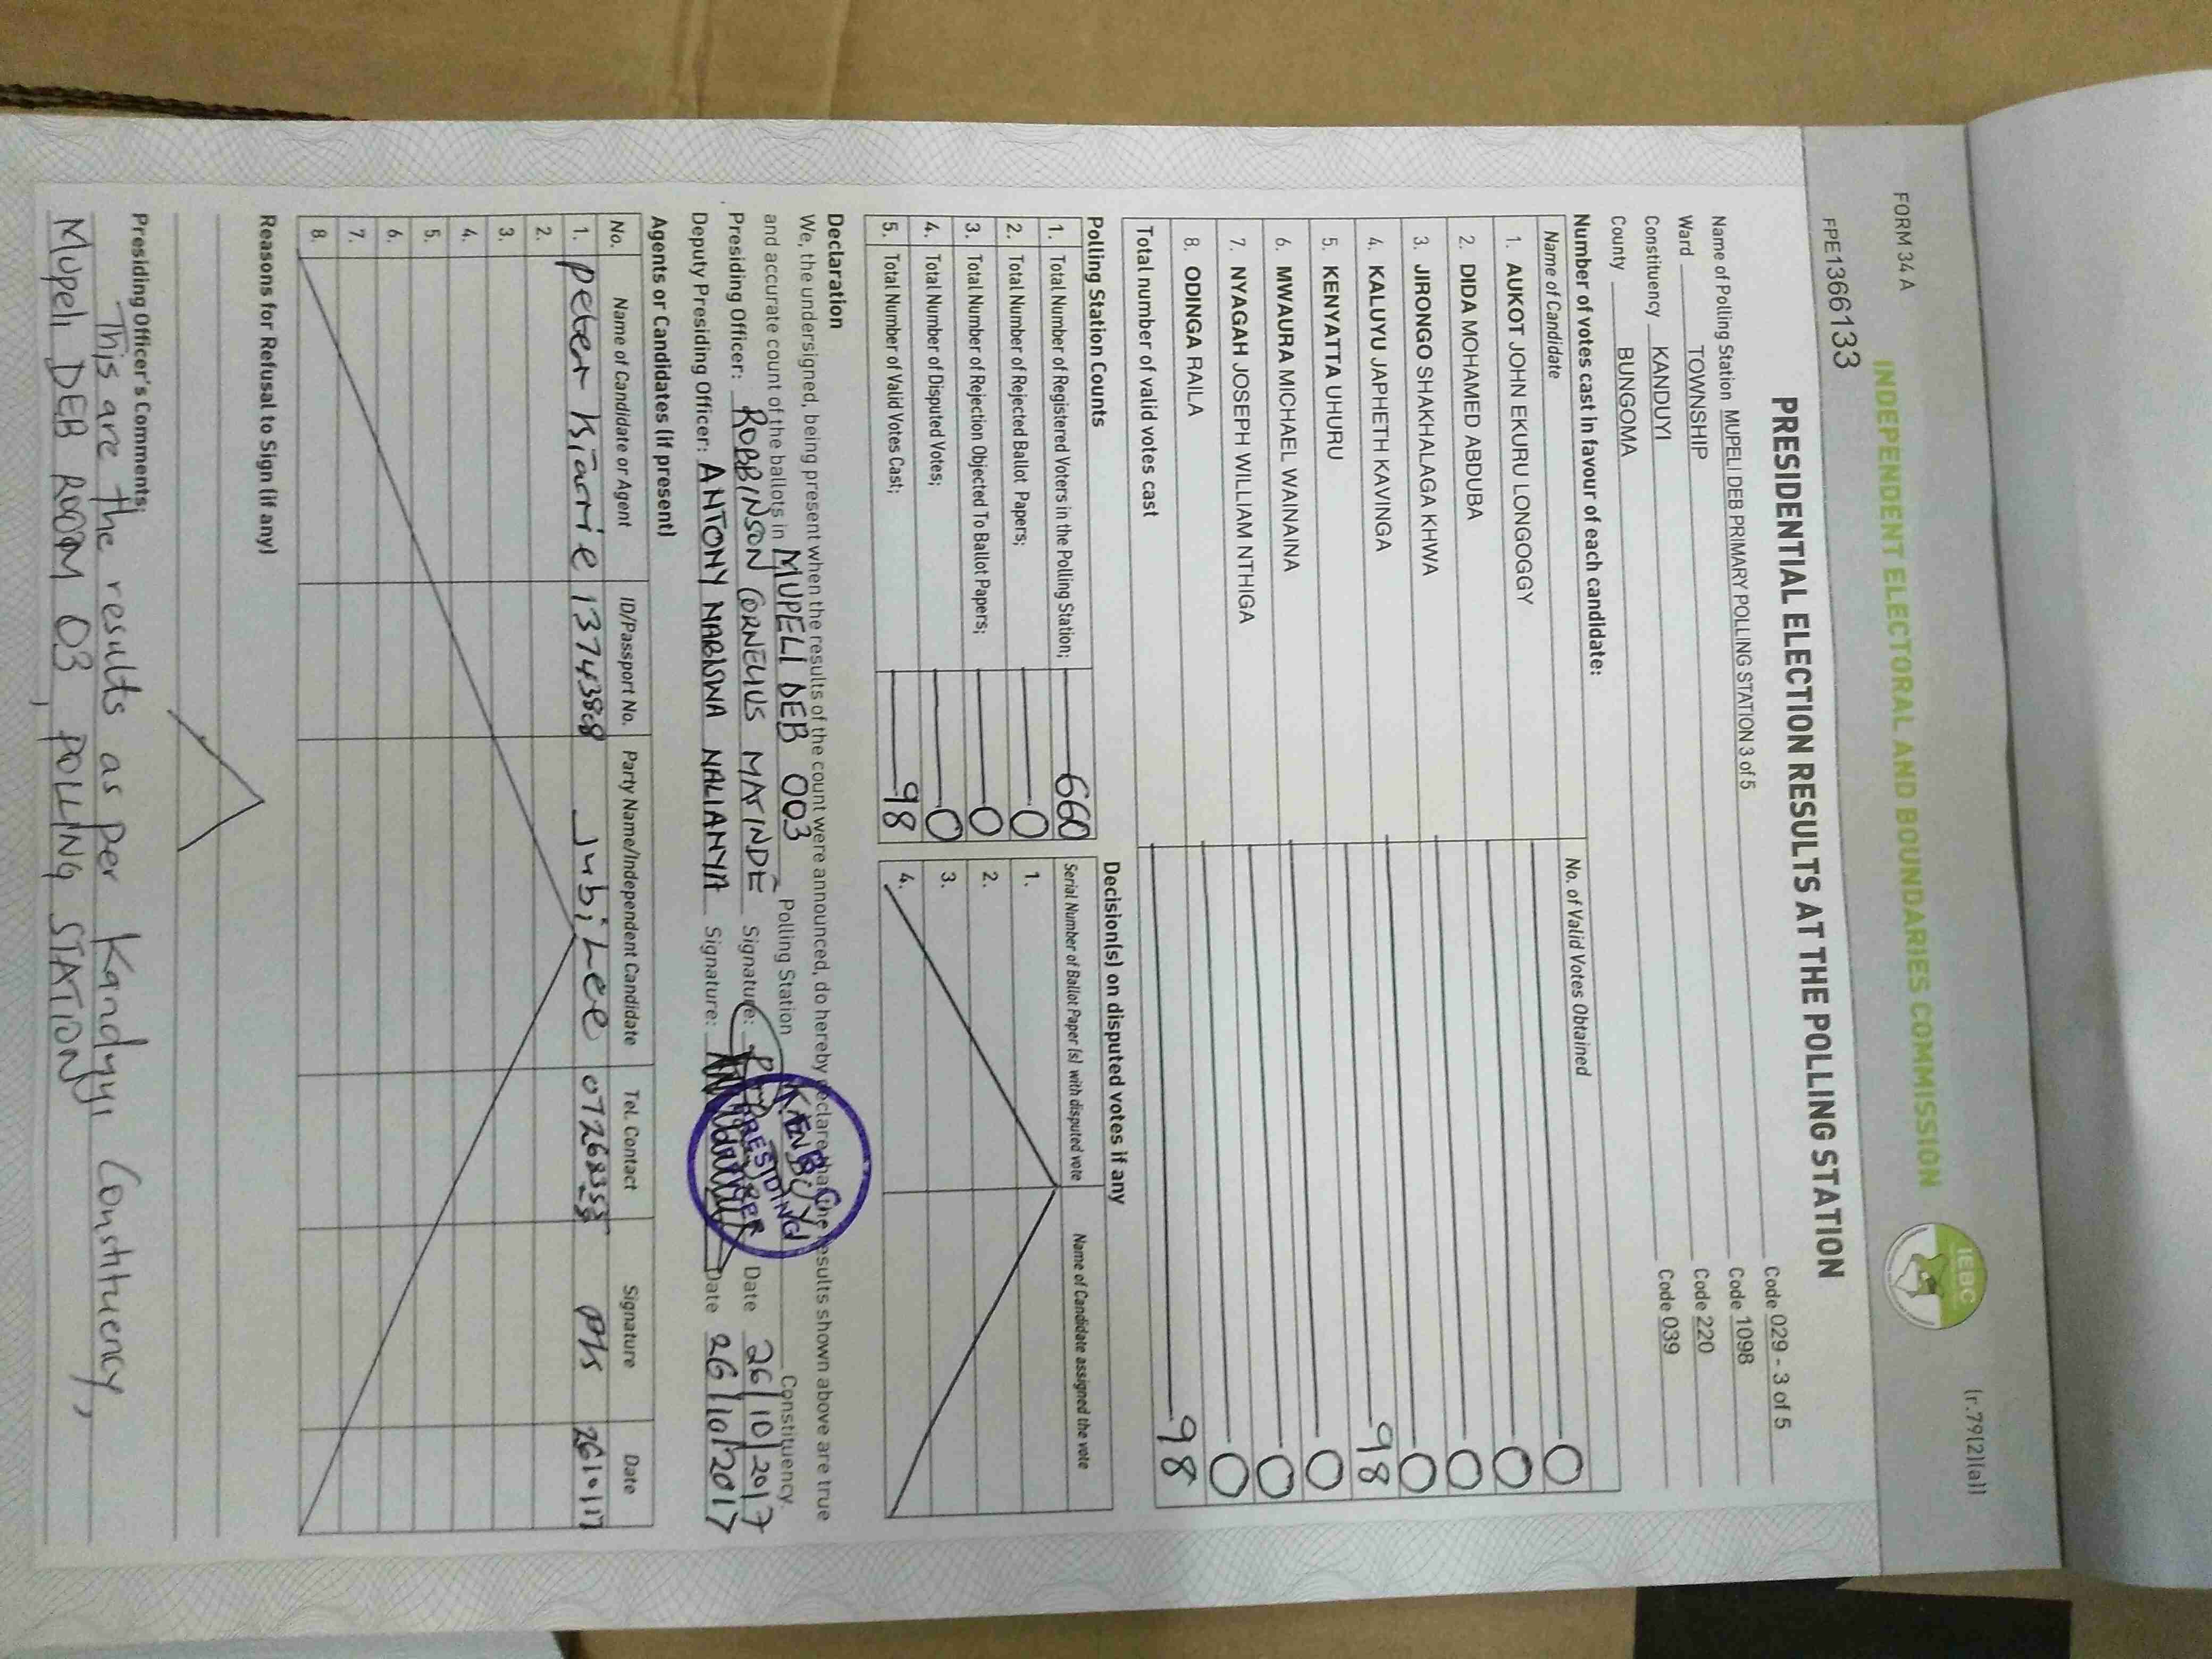 FORM 34 A
(r.79(2)(a))
INDEPENDENT ELECTORAL AND BOUNDARIES COMMISSION
IEBC
FPE1366133
PRESIDENTIAL ELECTION RESULTS AT THE POLLING STATION
Name of Polling Station MUPELI DEB PRIMARY POLLING STATION 3 of 5 Code 029 - 3 of 5
Ward TOWNSHIP Code 1098
Constituency KANDUYI Code 220
County BUNGOMA Code 039
Number of votes cast in favour of each candidate:
Name of Candidate No. of Valid Votes Obtained
1. AUKOT JOHN EKURU LONGOGGY 0
2. DIDA MOHAMED ABDUBA 0
3. JIRONGO SHAKHALAGA KHWA 0
4. KALUYU JAPHETH KAVINGA 0
5. KENYATTA UHURU 98
6. MWAURA MICHAEL WAINAINA 0
7. NYAGAH JOSEPH WILLIAM NTHIGA 0
8. ODINGA RAILA 0
Total number of valid votes cast 98
Polling Station Counts
1. Total Number of Registered Voters in the Polling Station; 660
2. Total Number of Rejected Ballot Papers; 0
3. Total Number of Rejection Objected To Ballot Papers; 0
4. Total Number of Disputed Votes; 0
5. Total Number of Valid Votes Cast; 98
Decision(s) on disputed votes if any
Serial Number of Ballot Paper (s) with disputed vote Name of Candidate assigned the vote
1.
2.
3.
4.
Declaration
We, the undersigned, being present when the results of the count were announced, do hereby declare that the results shown above are true
and accurate count of the ballots in MUPELI DEB 003 Polling Station Constituency.
Presiding Officer: ROBBINSON CORNELIUS MATINDE Signature: Date 26/10/2017
Deputy Presiding Officer: ANTONY NABISWA NALIANYA Signature: Date 26/10/2017
PRESIDING
Agents or Candidates (if present)
No. Name of Candidate or Agent ID/Passport No. Party Name/Independent Candidate Tel. Contact Signature Date
1. Peter Kiarrie 13743808 Jubilee PK 26/10/17
2.
3.
4.
5.
6.
7.
8.
Reasons for Refusal to Sign (if any)
Presiding Officer's Comments;
This are the results as per Kanduyi Constituency,
Mupeli DEB ROOM 03, POLLING STATION